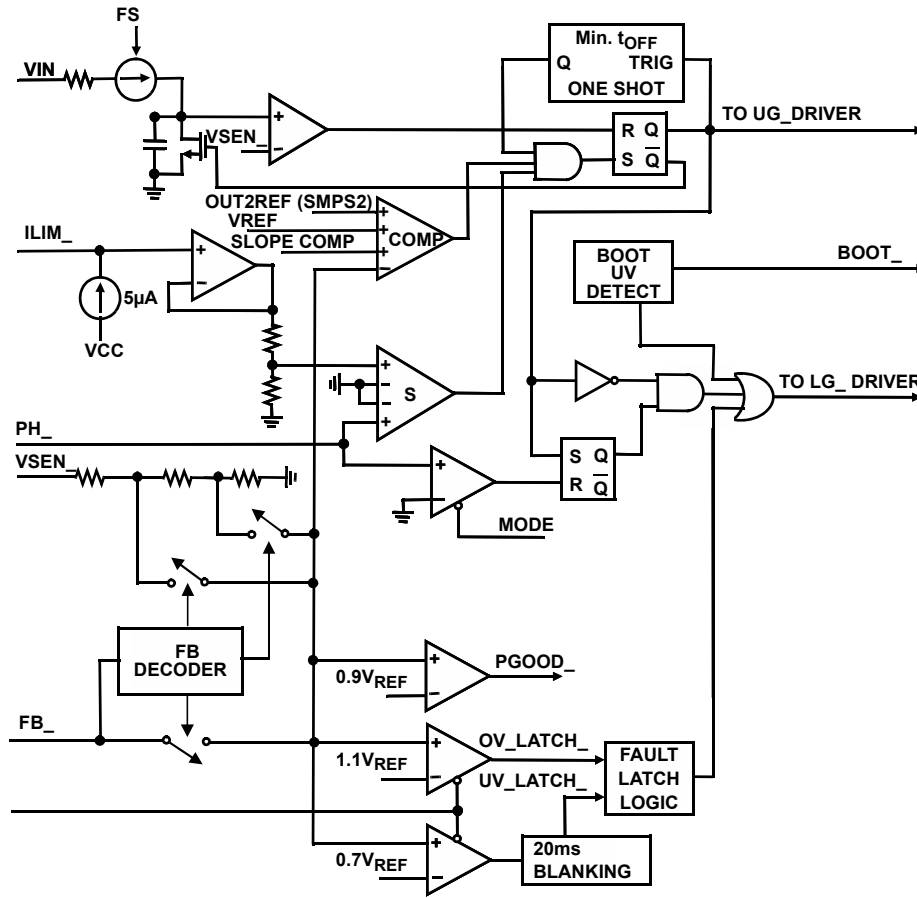 FS
VIN
Min. tOFF
Q TRIG
ONE SHOT
TO UG_DRIVER
+
VSEN_
−
R Q
S Q
OUT2REF (SMPS2)
+
VREF
+
COMP
SLOPE COMP
+
−
ILIM_
+
−
5µA
VCC
BOOT
UV
DETECT
BOOT_
+
−
S
−
+
TO LG_ DRIVER
PH_
VSEN_
+
−
S Q
R Q
MODE
FB
DECODER
+
0.9VREF
−
PGOOD_
FB_
+
1.1VREF
−
OV_LATCH_
UV_LATCH_
FAULT
LATCH
LOGIC
+
0.7VREF
−
20ms
BLANKING